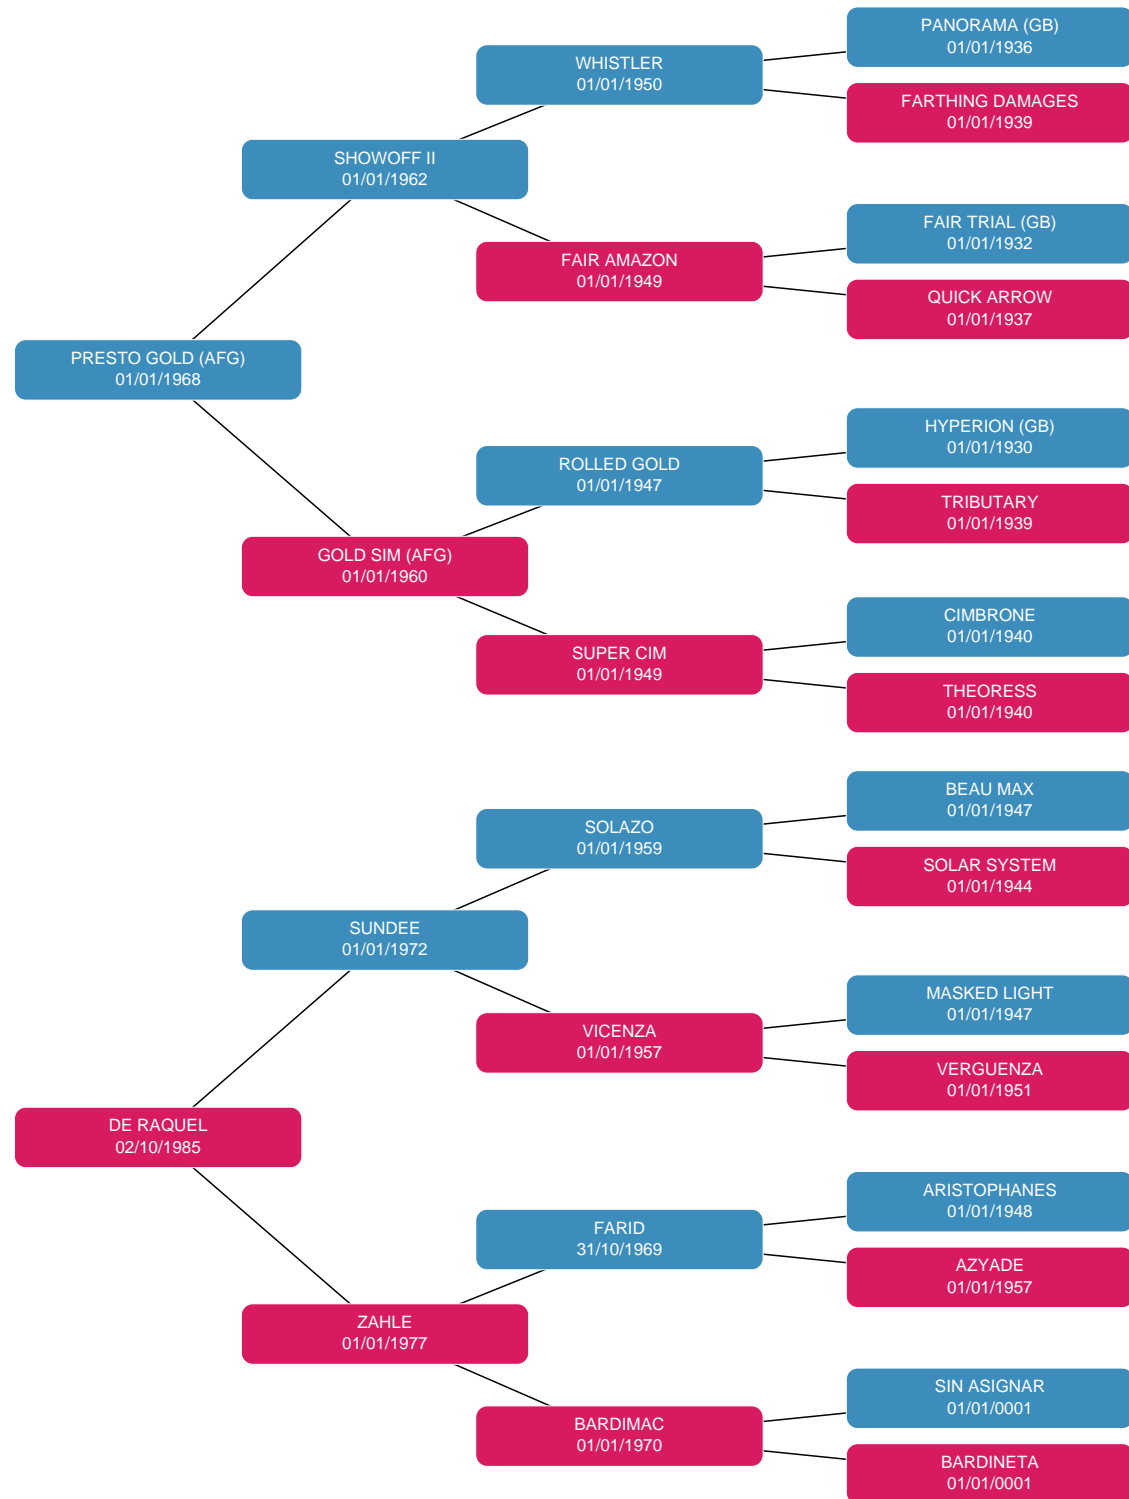 PANORAMA (GB)
01/01/1936
WHISTLER
01/01/1950
FARTHING DAMAGES
01/01/1939
SHOWOFF II
01/01/1962
FAIR TRIAL (GB)
01/01/1932
FAIR AMAZON
01/01/1949
QUICK ARROW
01/01/1937
PRESTO GOLD (AFG)
01/01/1968
HYPERION (GB)
01/01/1930
ROLLED GOLD
01/01/1947
TRIBUTARY
01/01/1939
GOLD SIM (AFG)
01/01/1960
CIMBRONE
01/01/1940
SUPER CIM
01/01/1949
THEORESS
01/01/1940
BEAU MAX
01/01/1947
SOLAZO
01/01/1959
SOLAR SYSTEM
01/01/1944
SUNDEE
01/01/1972
MASKED LIGHT
01/01/1947
VICENZA
01/01/1957
VERGUENZA
01/01/1951
DE RAQUEL
02/10/1985
ARISTOPHANES
01/01/1948
FARID
31/10/1969
AZYADE
01/01/1957
ZAHLE
01/01/1977
SIN ASIGNAR
01/01/0001
BARDIMAC
01/01/1970
BARDINETA
01/01/0001